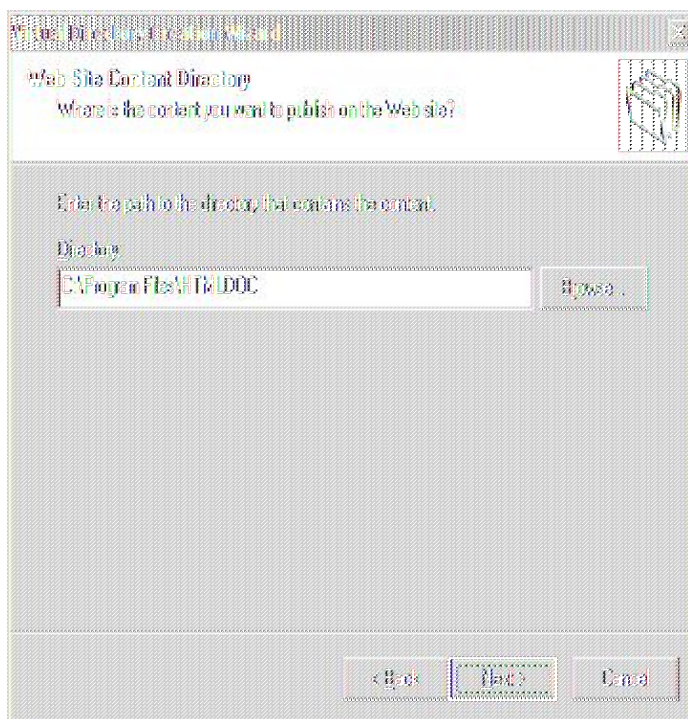 Virtual Directory Creation Wizard
Web Site Content Directory
Where is the content you want to publish on the Web site?
Enter the path to the directory that contains the content.
Directory:
C:\Program Files\HTMLDOC
Browse...
< Back
Next >
Cancel